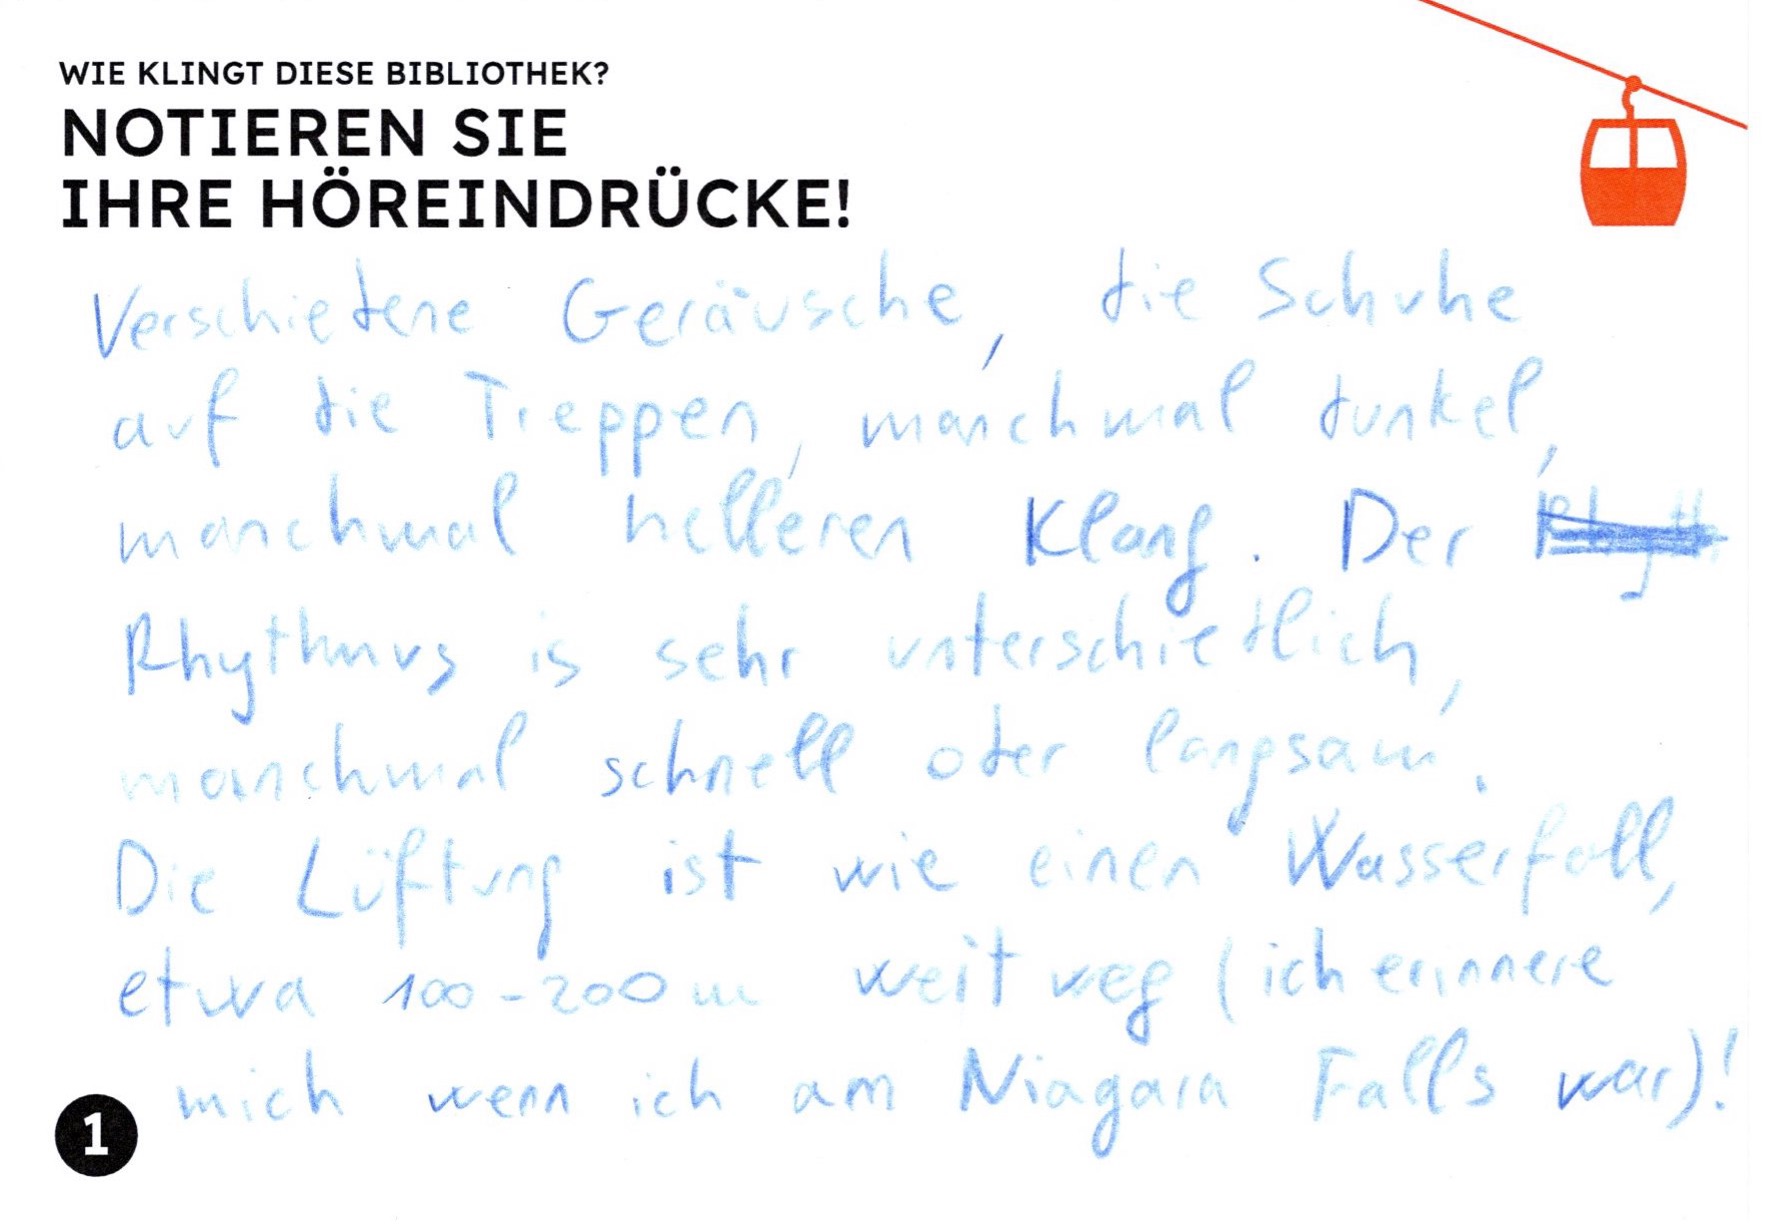 WIE KLINGT DIESE BIBLIOTHEK?
NOTIEREN SIE
IHRE HÖREINDRÜCKE!
Verschiedene Geräusche, die Schuhe
auf die Treppen, manchmal dunkel,
manchmal helleren Klang. Der
Rhythmus is sehr unterschiedlich,
manchmal schnell oder langsam.
Die Lüftung ist wie einen Wasserfall,
etwa 100-200 m weit weg (ich erinnere
mich wenn ich am Niagara Falls war)!
1